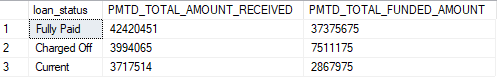 loan_status PMTD_TOTAL_AMOUNT_RECEIVED PMTD_TOTAL_FUNDED_AMOUNT
1 Fully Paid 42420451 37375675
2 Charged Off 3994065 7511175
3 Current 3717514 2867975